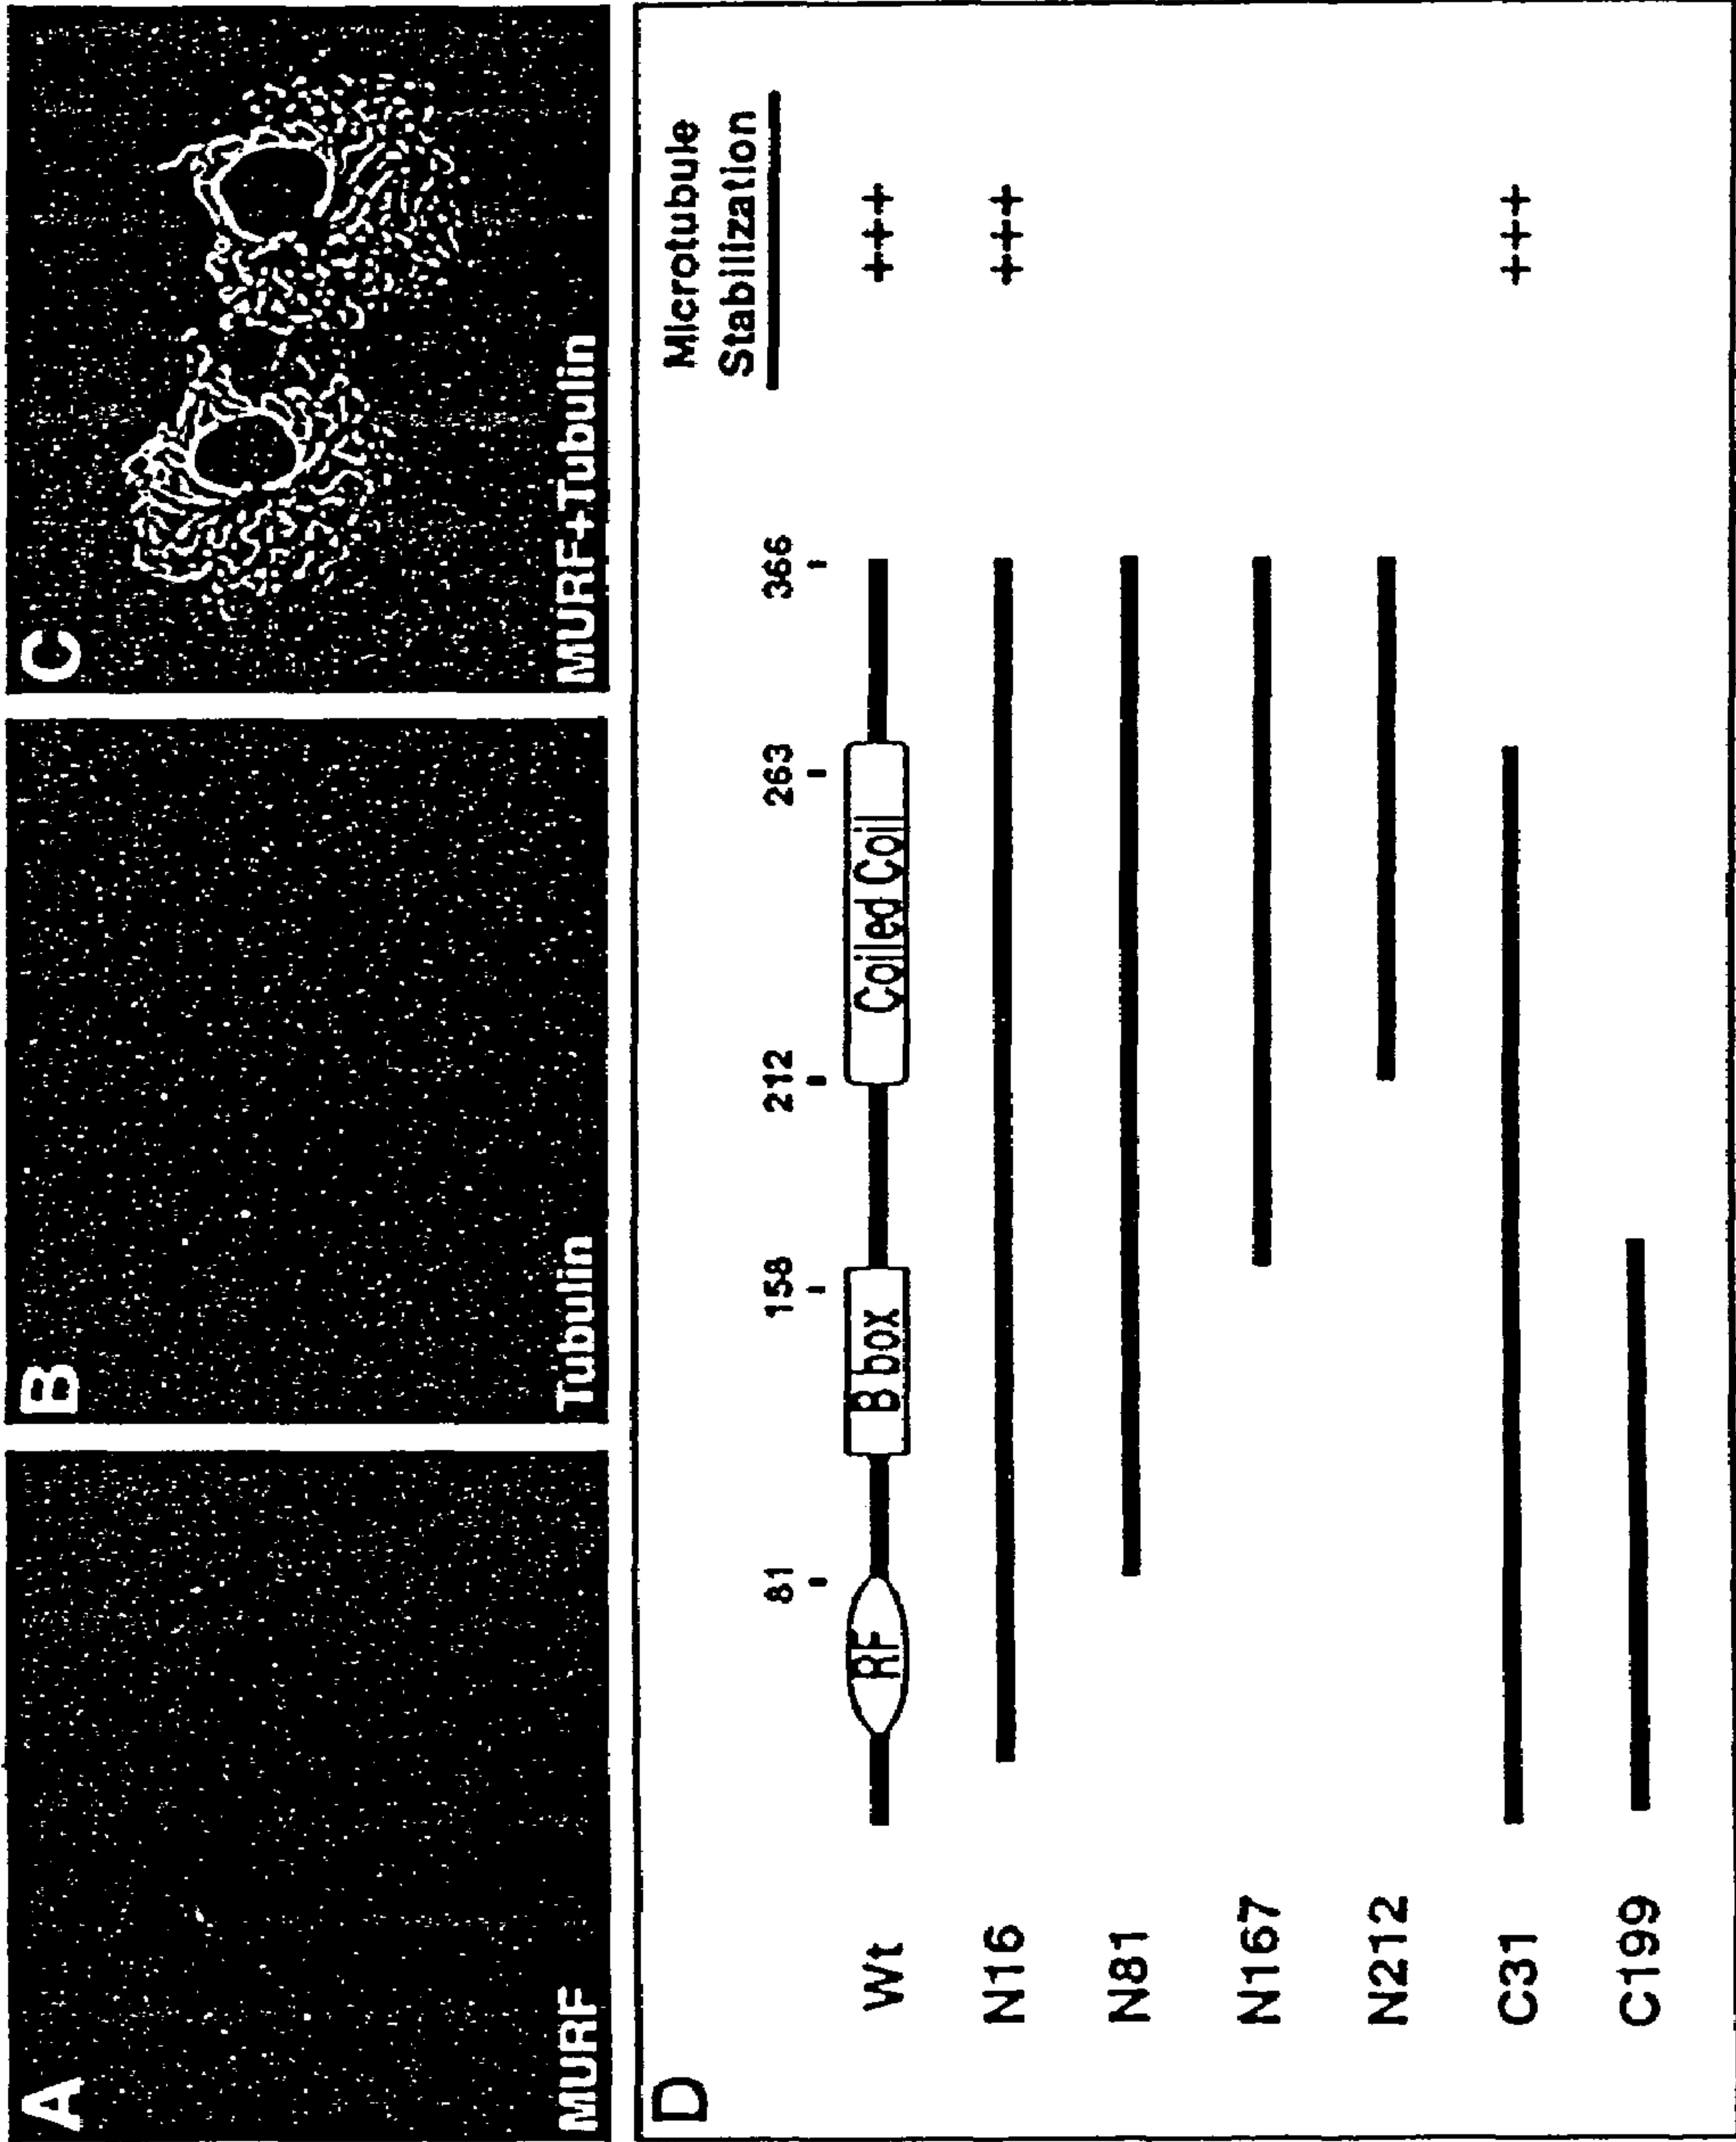 A
MURF
B
Tubulin
C
MURF+Tubulin
D
Microtubule
Stabilization
81 158 212 263 366
Wt RF B box Coiled Coil +++
N16 +++
N81
N167
N212
C31 +++
C199